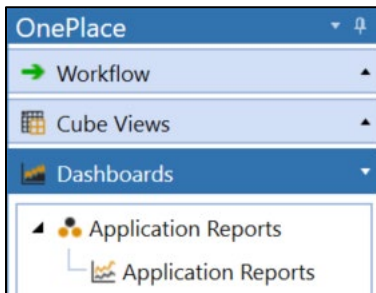 OnePlace
Workflow
Cube Views
Dashboards
Application Reports
Application Reports